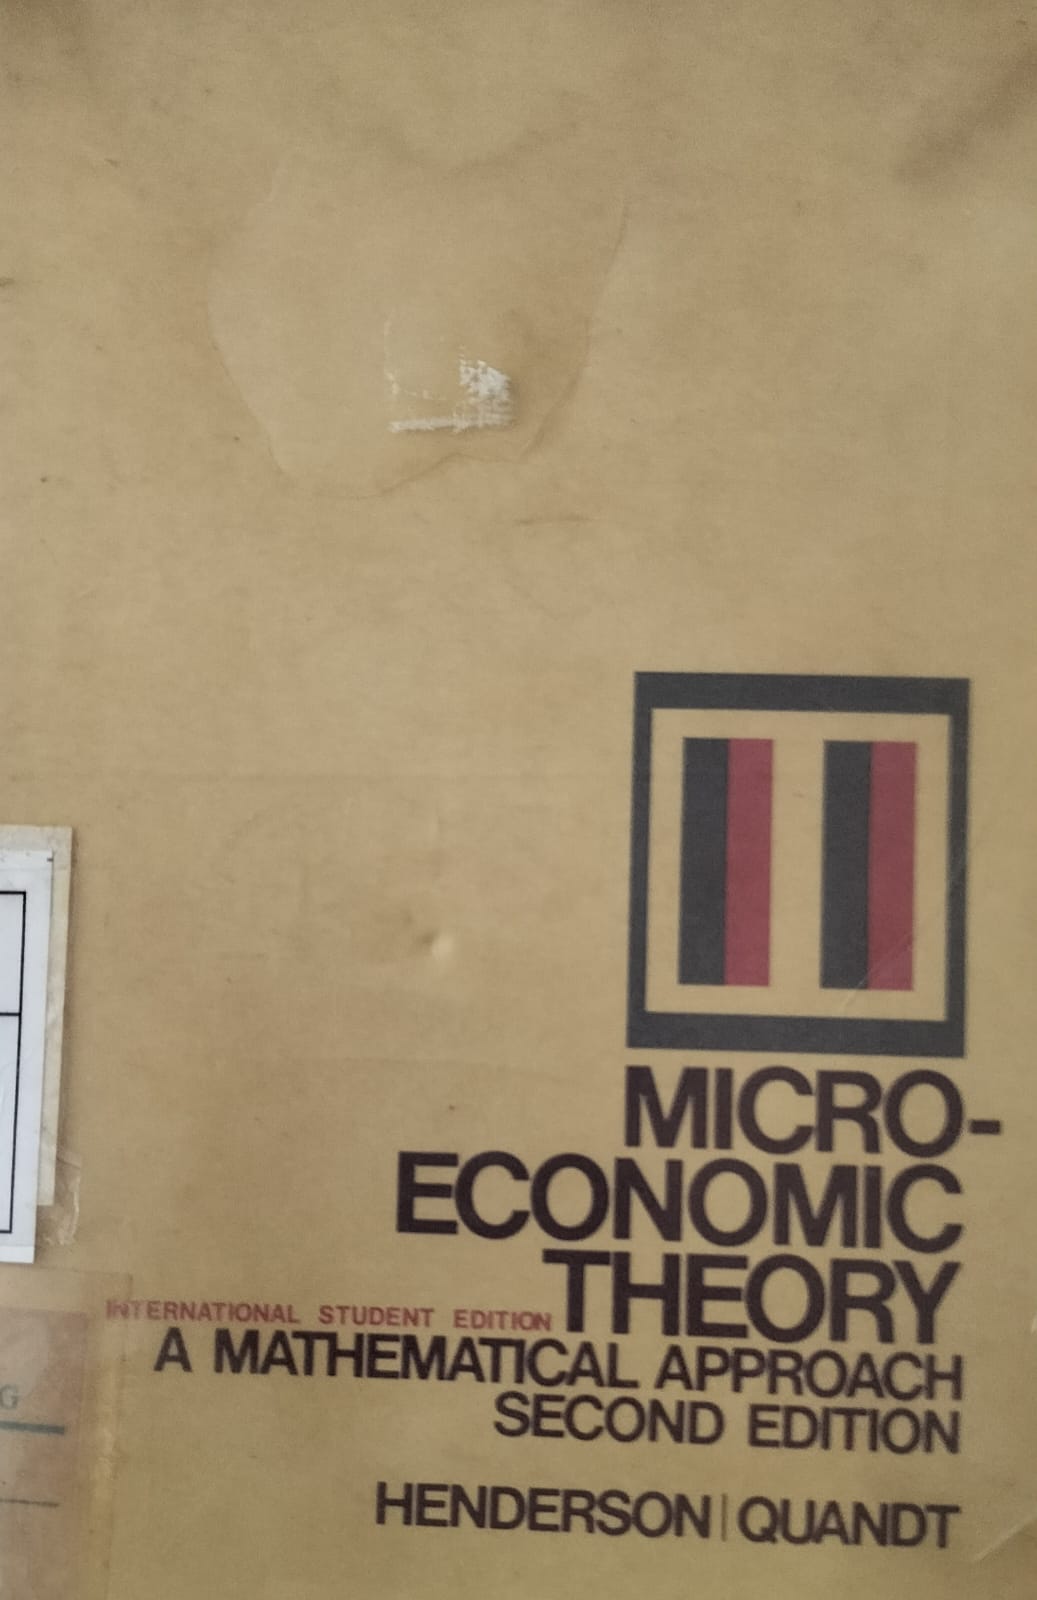 MICRO-
ECONOMIC
THEORY
INTERNATIONAL STUDENT EDITION
A MATHEMATICAL APPROACH
SECOND EDITION
HENDERSON|QUANDT
G